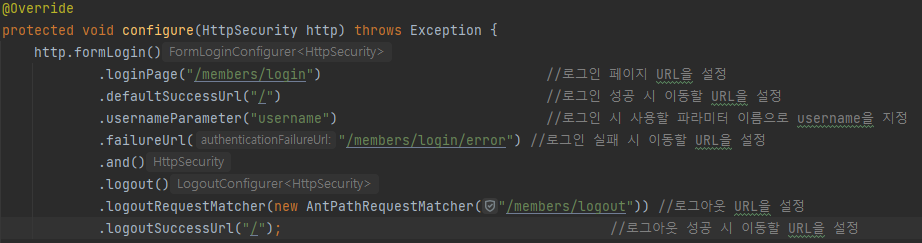 @Override
protected void configure(HttpSecurity http) throws Exception {
http.formLogin() FormLoginConfigurer<HttpSecurity>
.loginPage("/members/login") //로그인 페이지 URL을 설정
.defaultSuccessUrl("/") //로그인 성공 시 이동할 URL을 설정
.usernameParameter("username") //로그인 시 사용할 파라미터 이름으로 username을 지정
.failureUrl( authenticationFailureUrl: "/members/login/error") //로그인 실패 시 이동할 URL을 설정
.and() HttpSecurity
.logout() LogoutConfigurer<HttpSecurity>
.logoutRequestMatcher(new AntPathRequestMatcher("/members/logout")) //로그아웃 URL을 설정
.logoutSuccessUrl("/"); //로그아웃 성공 시 이동할 URL을 설정